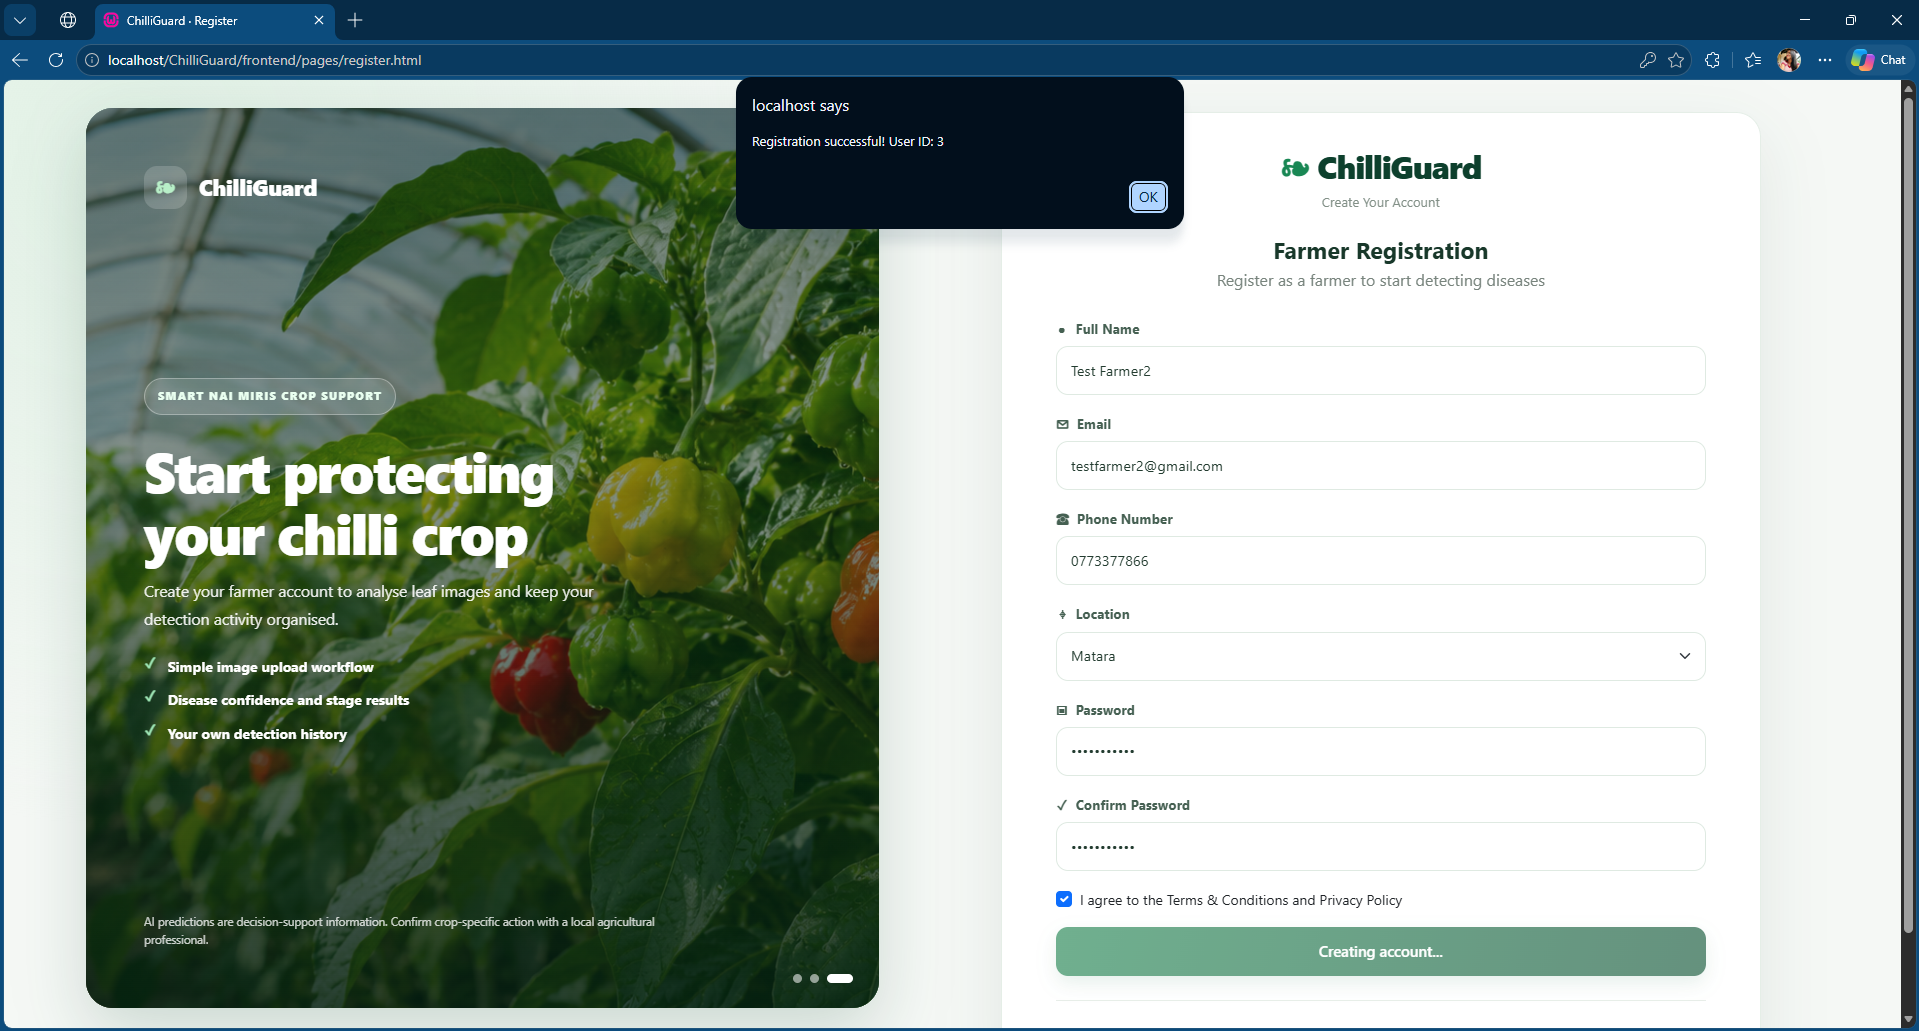 ChilliGuard · Register
localhost/ChilliGuard/frontend/pages/register.html
Chat
localhost says
Registration successful! User ID: 3
OK
ChilliGuard
SMART NAI MIRIS CROP SUPPORT
Start protecting
your chilli crop
Create your farmer account to analyse leaf images and keep your
detection activity organised.
✓ Simple image upload workflow
✓ Disease confidence and stage results
✓ Your own detection history
AI predictions are decision-support information. Confirm crop-specific action with a local agricultural
professional.
ChilliGuard
Create Your Account
Farmer Registration
Register as a farmer to start detecting diseases
Full Name
Test Farmer2
Email
testfarmer2@gmail.com
Phone Number
0773377866
Location
Matara
Password
•••••••••••
✓ Confirm Password
•••••••••••
I agree to the Terms & Conditions and Privacy Policy
Creating account...